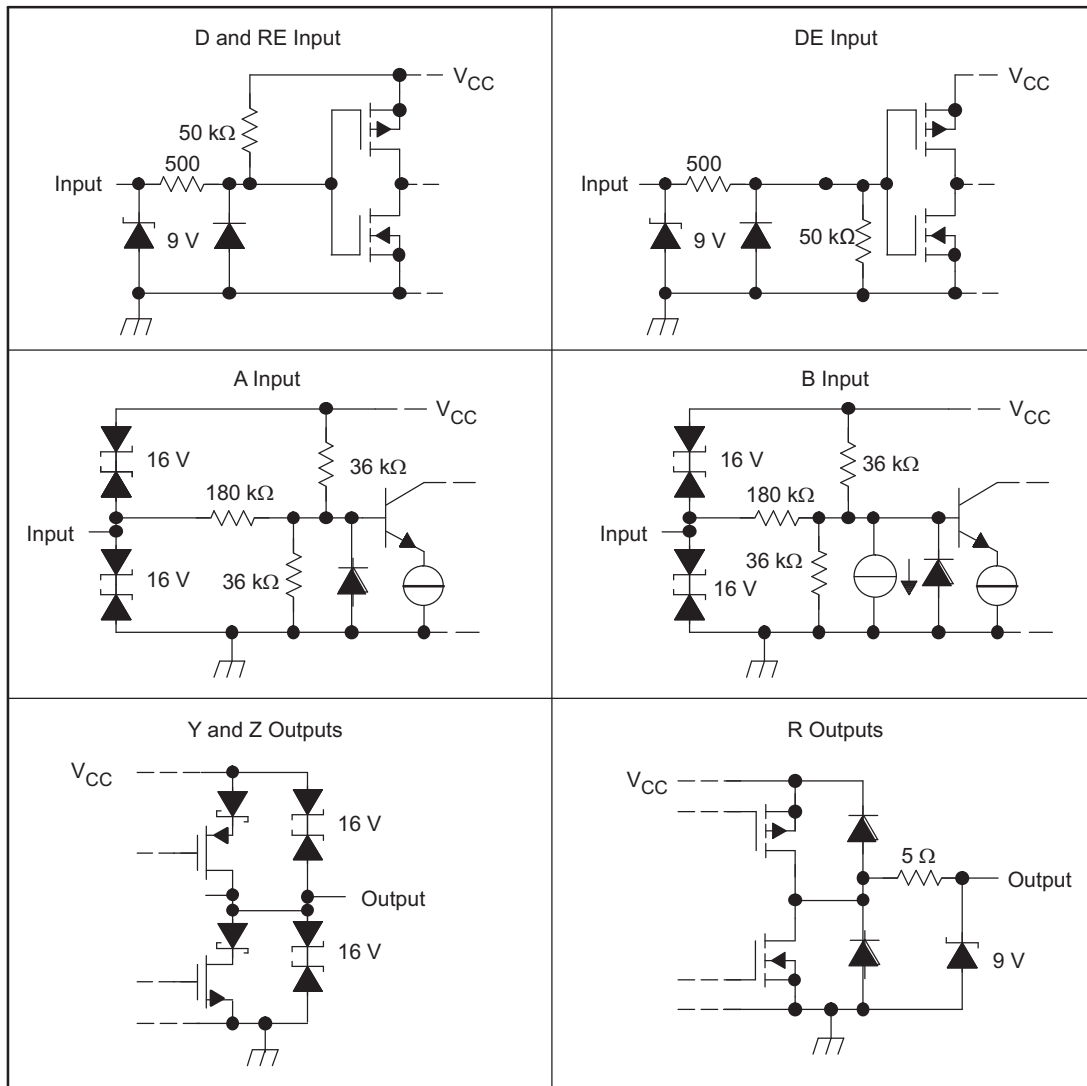 D and RE Input
V_CC
50 kΩ
500
Input
9 V
DE Input
V_CC
500
Input
9 V
50 kΩ
A Input
V_CC
16 V
36 kΩ
180 kΩ
Input
16 V
36 kΩ
B Input
V_CC
16 V
36 kΩ
180 kΩ
Input
36 kΩ
16 V
Y and Z Outputs
V_CC
16 V
Output
16 V
R Outputs
V_CC
5 Ω
Output
9 V